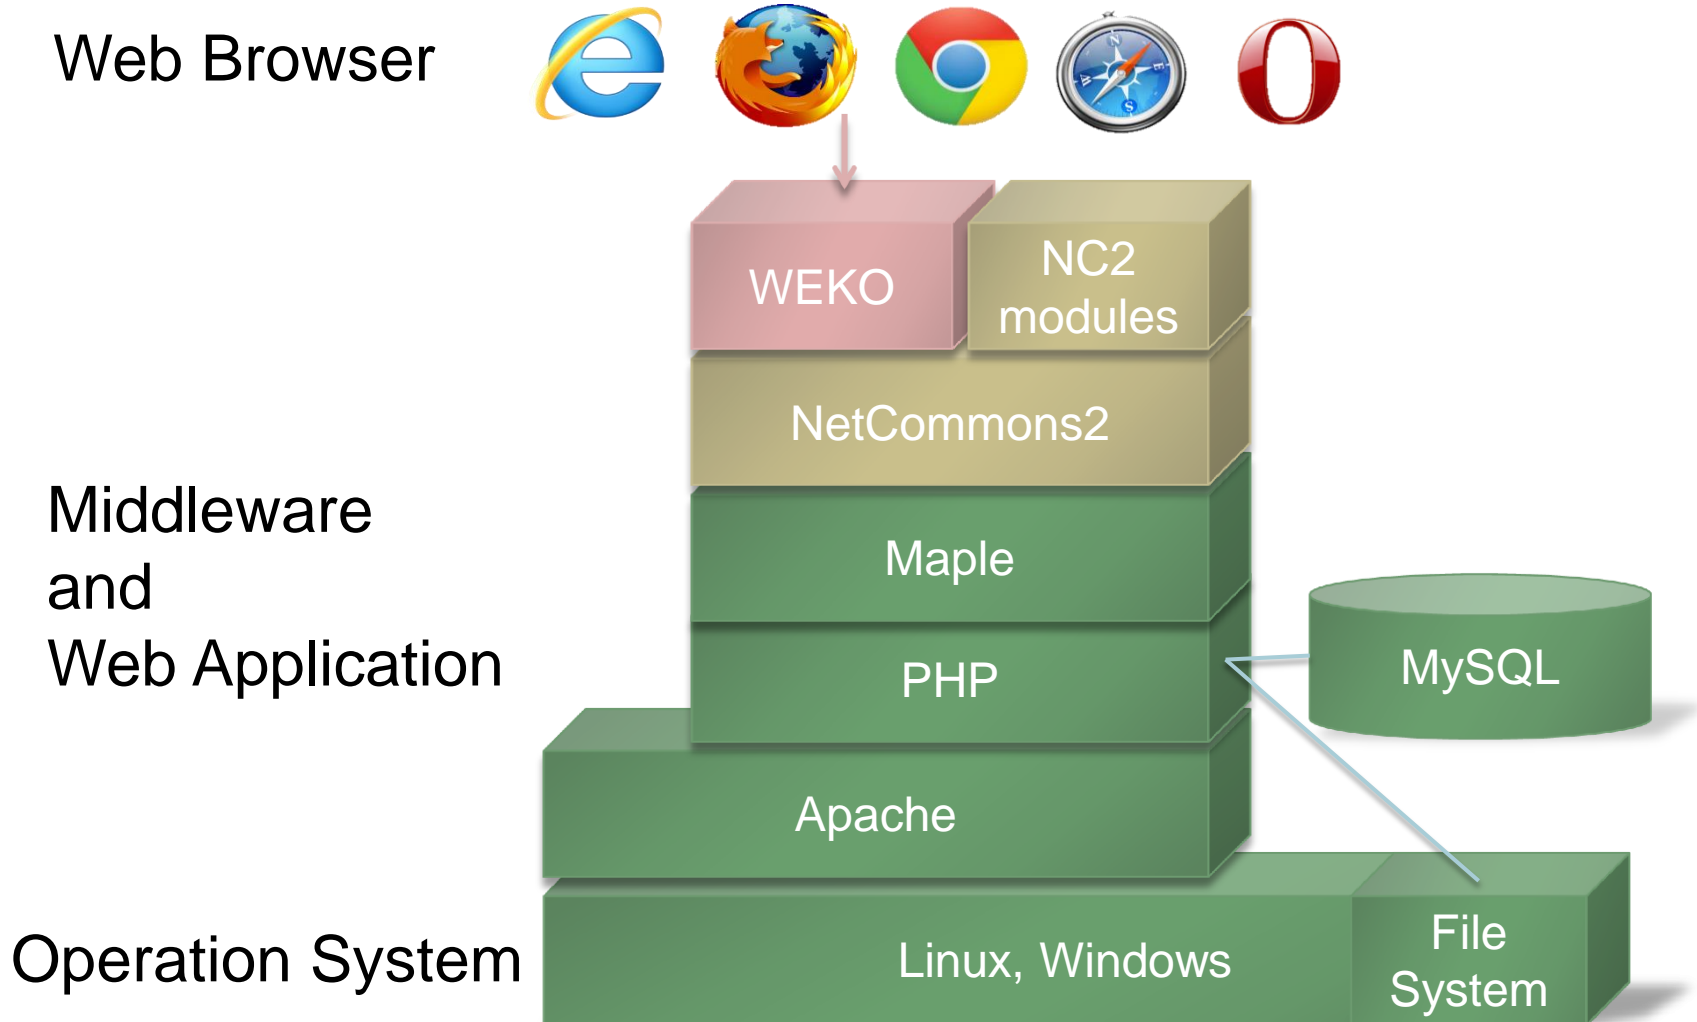 Web Browser
WEKO
NC2
modules
NetCommons2
Middleware
and
Web Application
Maple
PHP
MySQL
Apache
Operation System
Linux, Windows
File
System